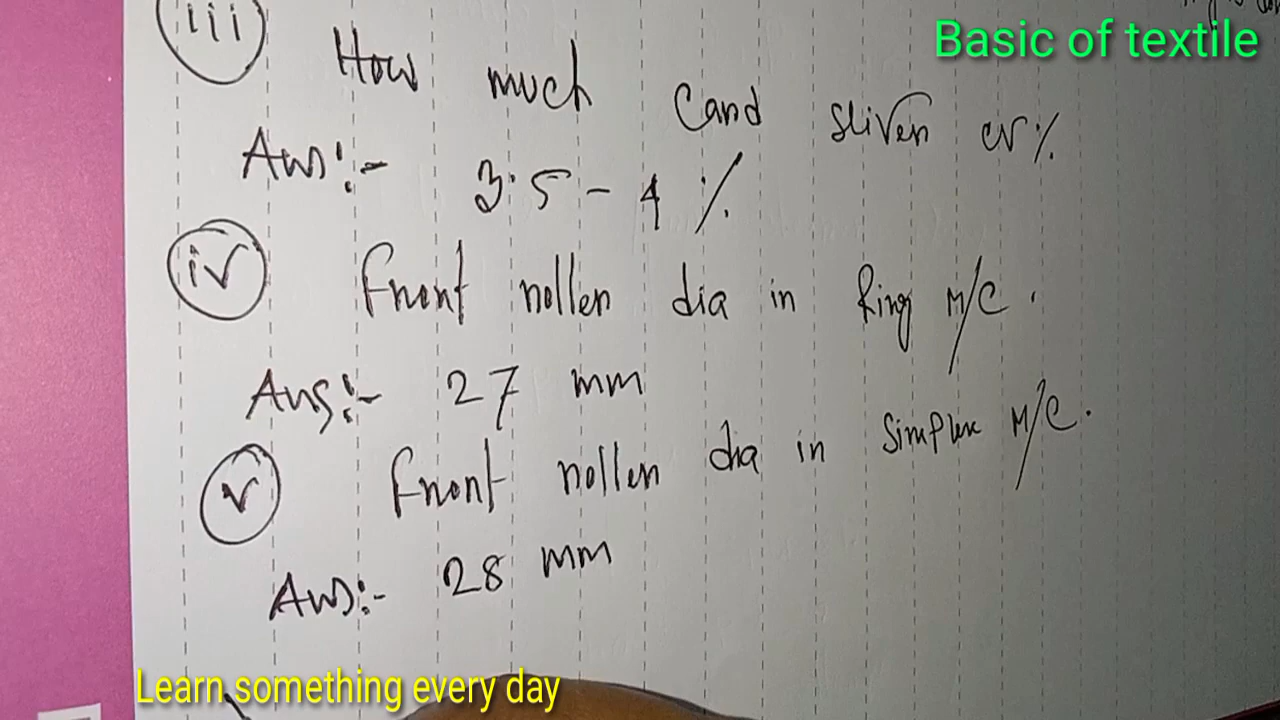 Basic of textile
iii
How much Card sliver cv%
Ans:- 3.5 - 4 %
iv Front roller dia in Ring M/C.
Ans:- 27 mm
v Front roller dia in Simplex M/C.
Ans:- 28 mm
Learn something every day